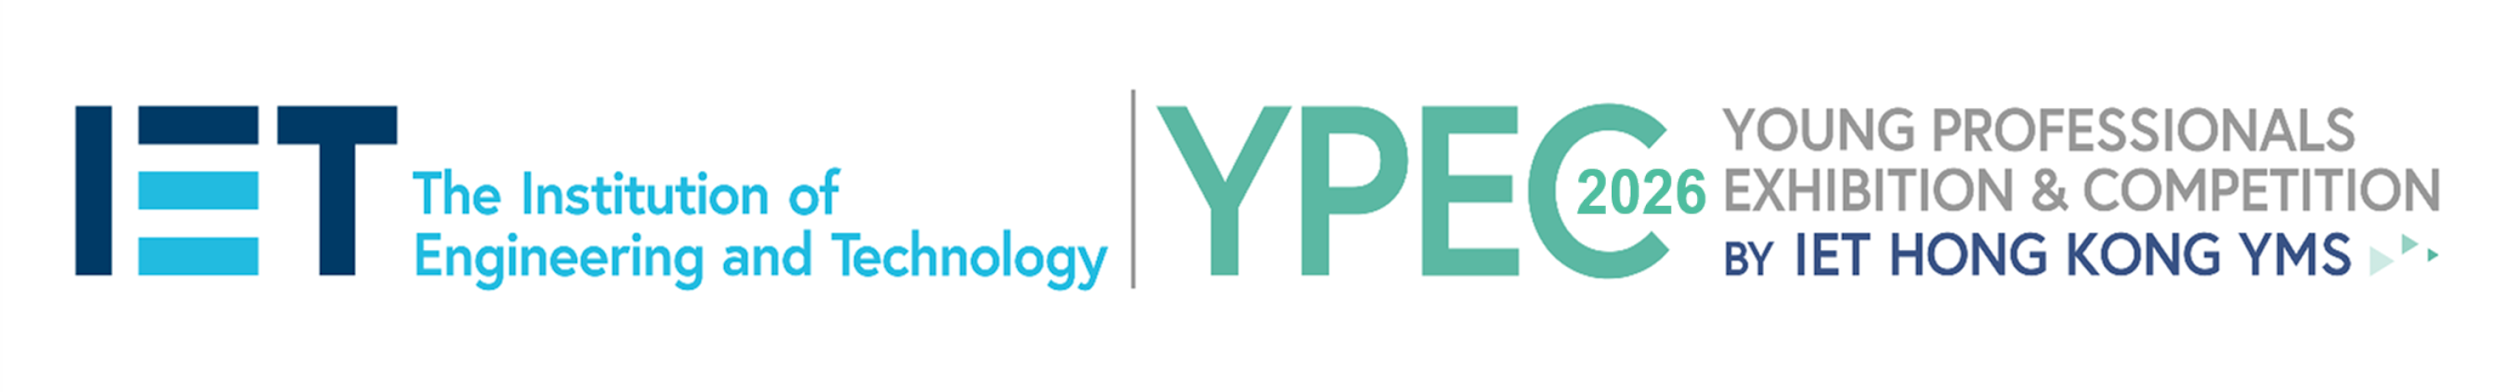 IET
The Institution of
Engineering and Technology
YPEC
2026
YOUNG PROFESSIONALS
EXHIBITION & COMPETITION
BY IET HONG KONG YMS